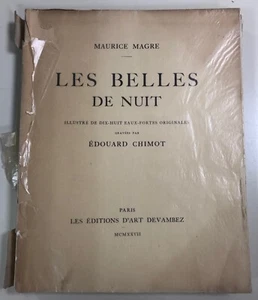 MAURICE MAGRE
LES BELLES
DE NUIT
ILLUSTRÉ DE DIX-HUIT EAUX-FORTES ORIGINALES
GRAVÉES PAR
ÉDOUARD CHIMOT
PARIS
LES ÉDITIONS D'ART DEVAMBEZ
MCMXXVII